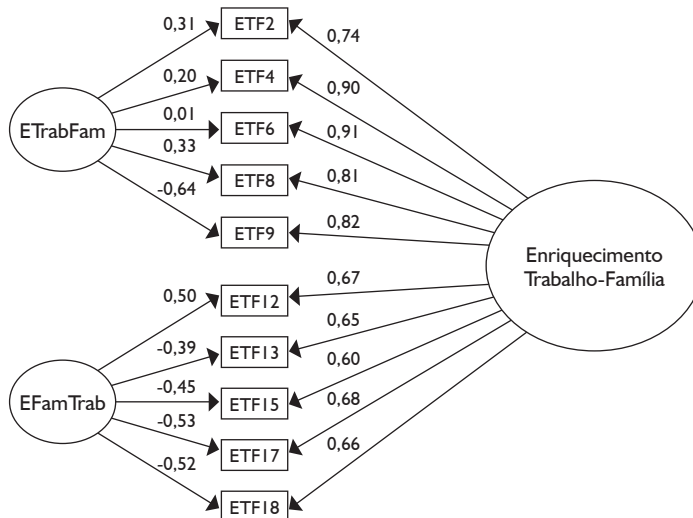 0,31
ETF2
0,74
0,20
ETF4
0,90
ETrabFam
0,01
ETF6
0,91
0,33
ETF8
0,81
-0,64
ETF9
0,82
Enriquecimento
Trabalho-Família
0,50
ETF12
0,67
-0,39
ETF13
0,65
EFamTrab
-0,45
ETF15
0,60
-0,53
ETF17
0,68
-0,52
ETF18
0,66